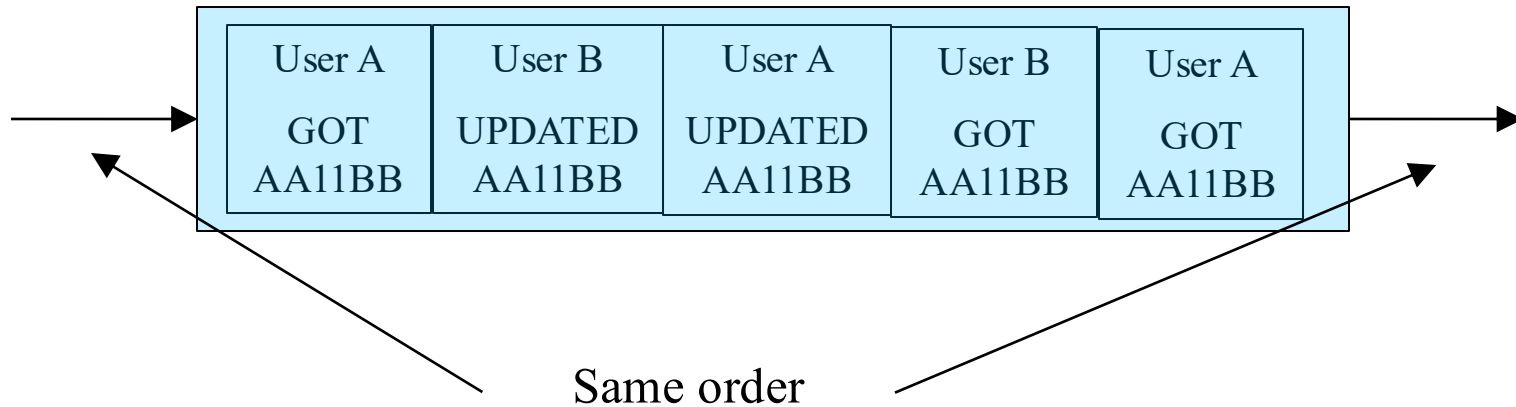 User A
GOT
AA11BB
User B
UPDATED
AA11BB
User A
UPDATED
AA11BB
User B
GOT
AA11BB
User A
GOT
AA11BB
Same order